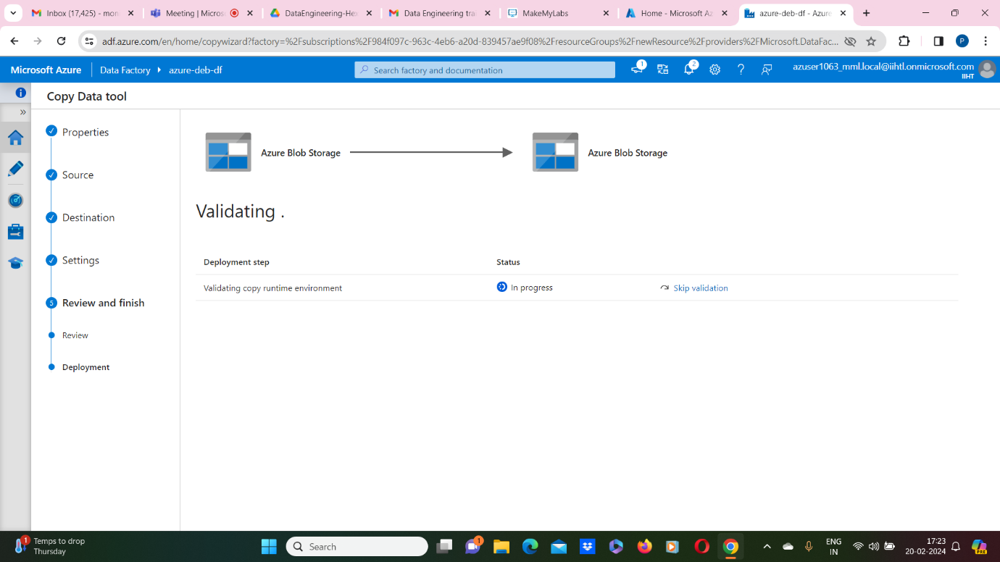 Inbox (17,425) - mon
Meeting | Micros
DataEngineering-Hex
Data Engineering tra
MakeMyLabs
Home - Microsoft Az
azure-deb-df - Azure
adf.azure.com/en/home/copywizard?factory=%2Fsubscriptions%2F984f097c-963c-4eb6-a20d-839457ae9f08%2FresourceGroups%2FnewResource%2Fproviders%2FMicrosoft.DataFac...
P
Microsoft Azure
Data Factory
azure-deb-df
Search factory and documentation
1
2
azuser1063_mml.local@iihtl.onmicrosoft.com
IIHT
Copy Data tool
Properties
Source
Destination
Settings
5 Review and finish
Review
Deployment
Azure Blob Storage
Azure Blob Storage
Validating .
Deployment step Status
Validating copy runtime environment In progress Skip validation
1
Temps to drop
Thursday
Search
1
ENG
IN
17:23
20-02-2024
PRE